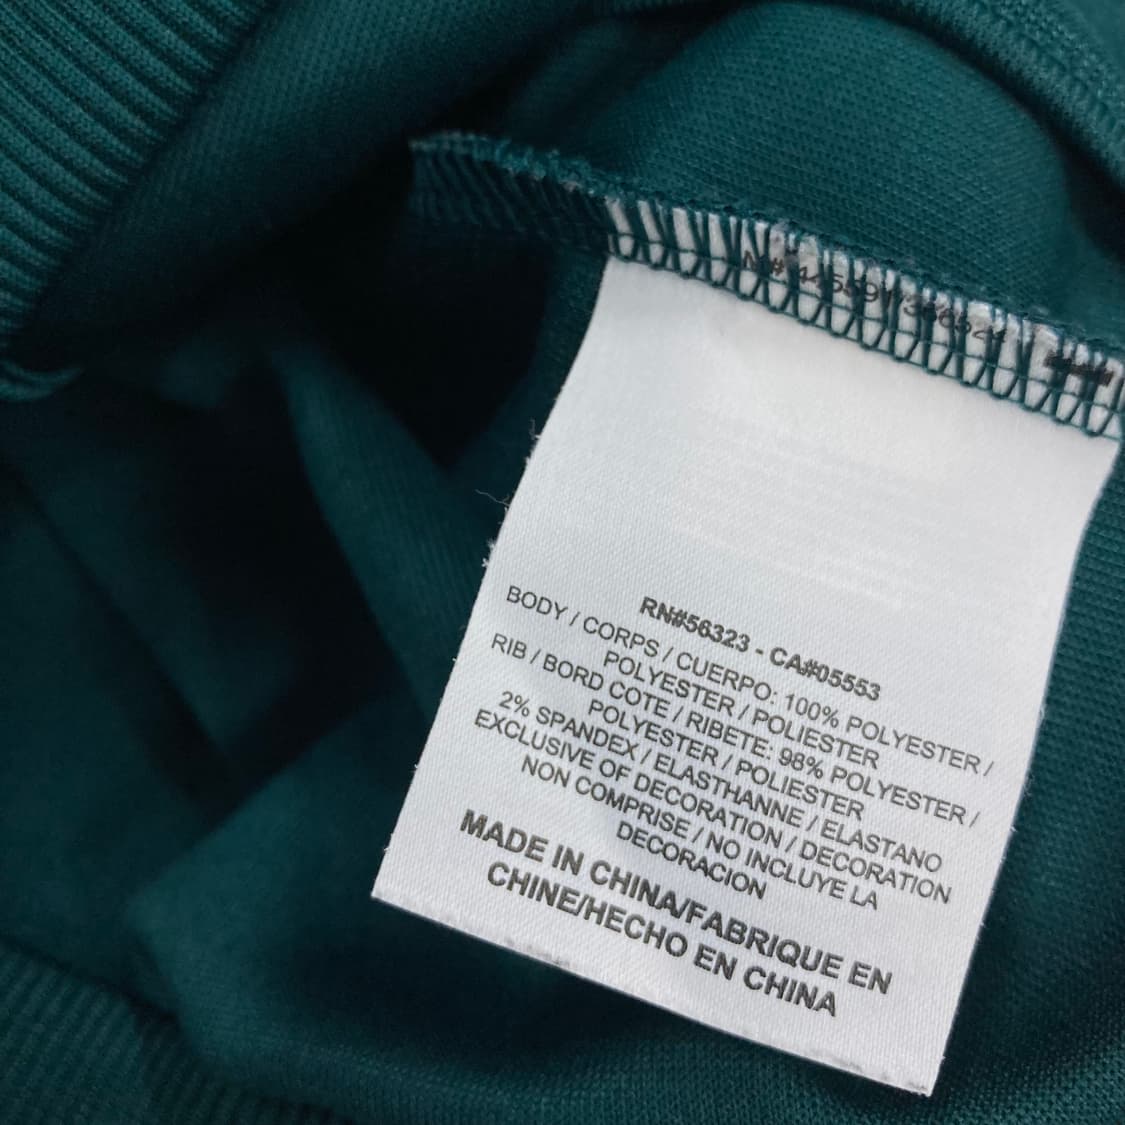 RN#56323 - CA#05553
BODY / CORPS / CUERPO: 100% POLYESTER /
POLYESTER / POLIESTER
RIB / BORD COTE / RIBETE: 98% POLYESTER /
POLYESTER / POLIESTER
2% SPANDEX / ELASTHANNE / ELASTANO
EXCLUSIVE OF DECORATION / DECORATION
NON COMPRISE / NO INCLUYE LA
DECORACION
MADE IN CHINA/FABRIQUE EN
CHINE/HECHO EN CHINA